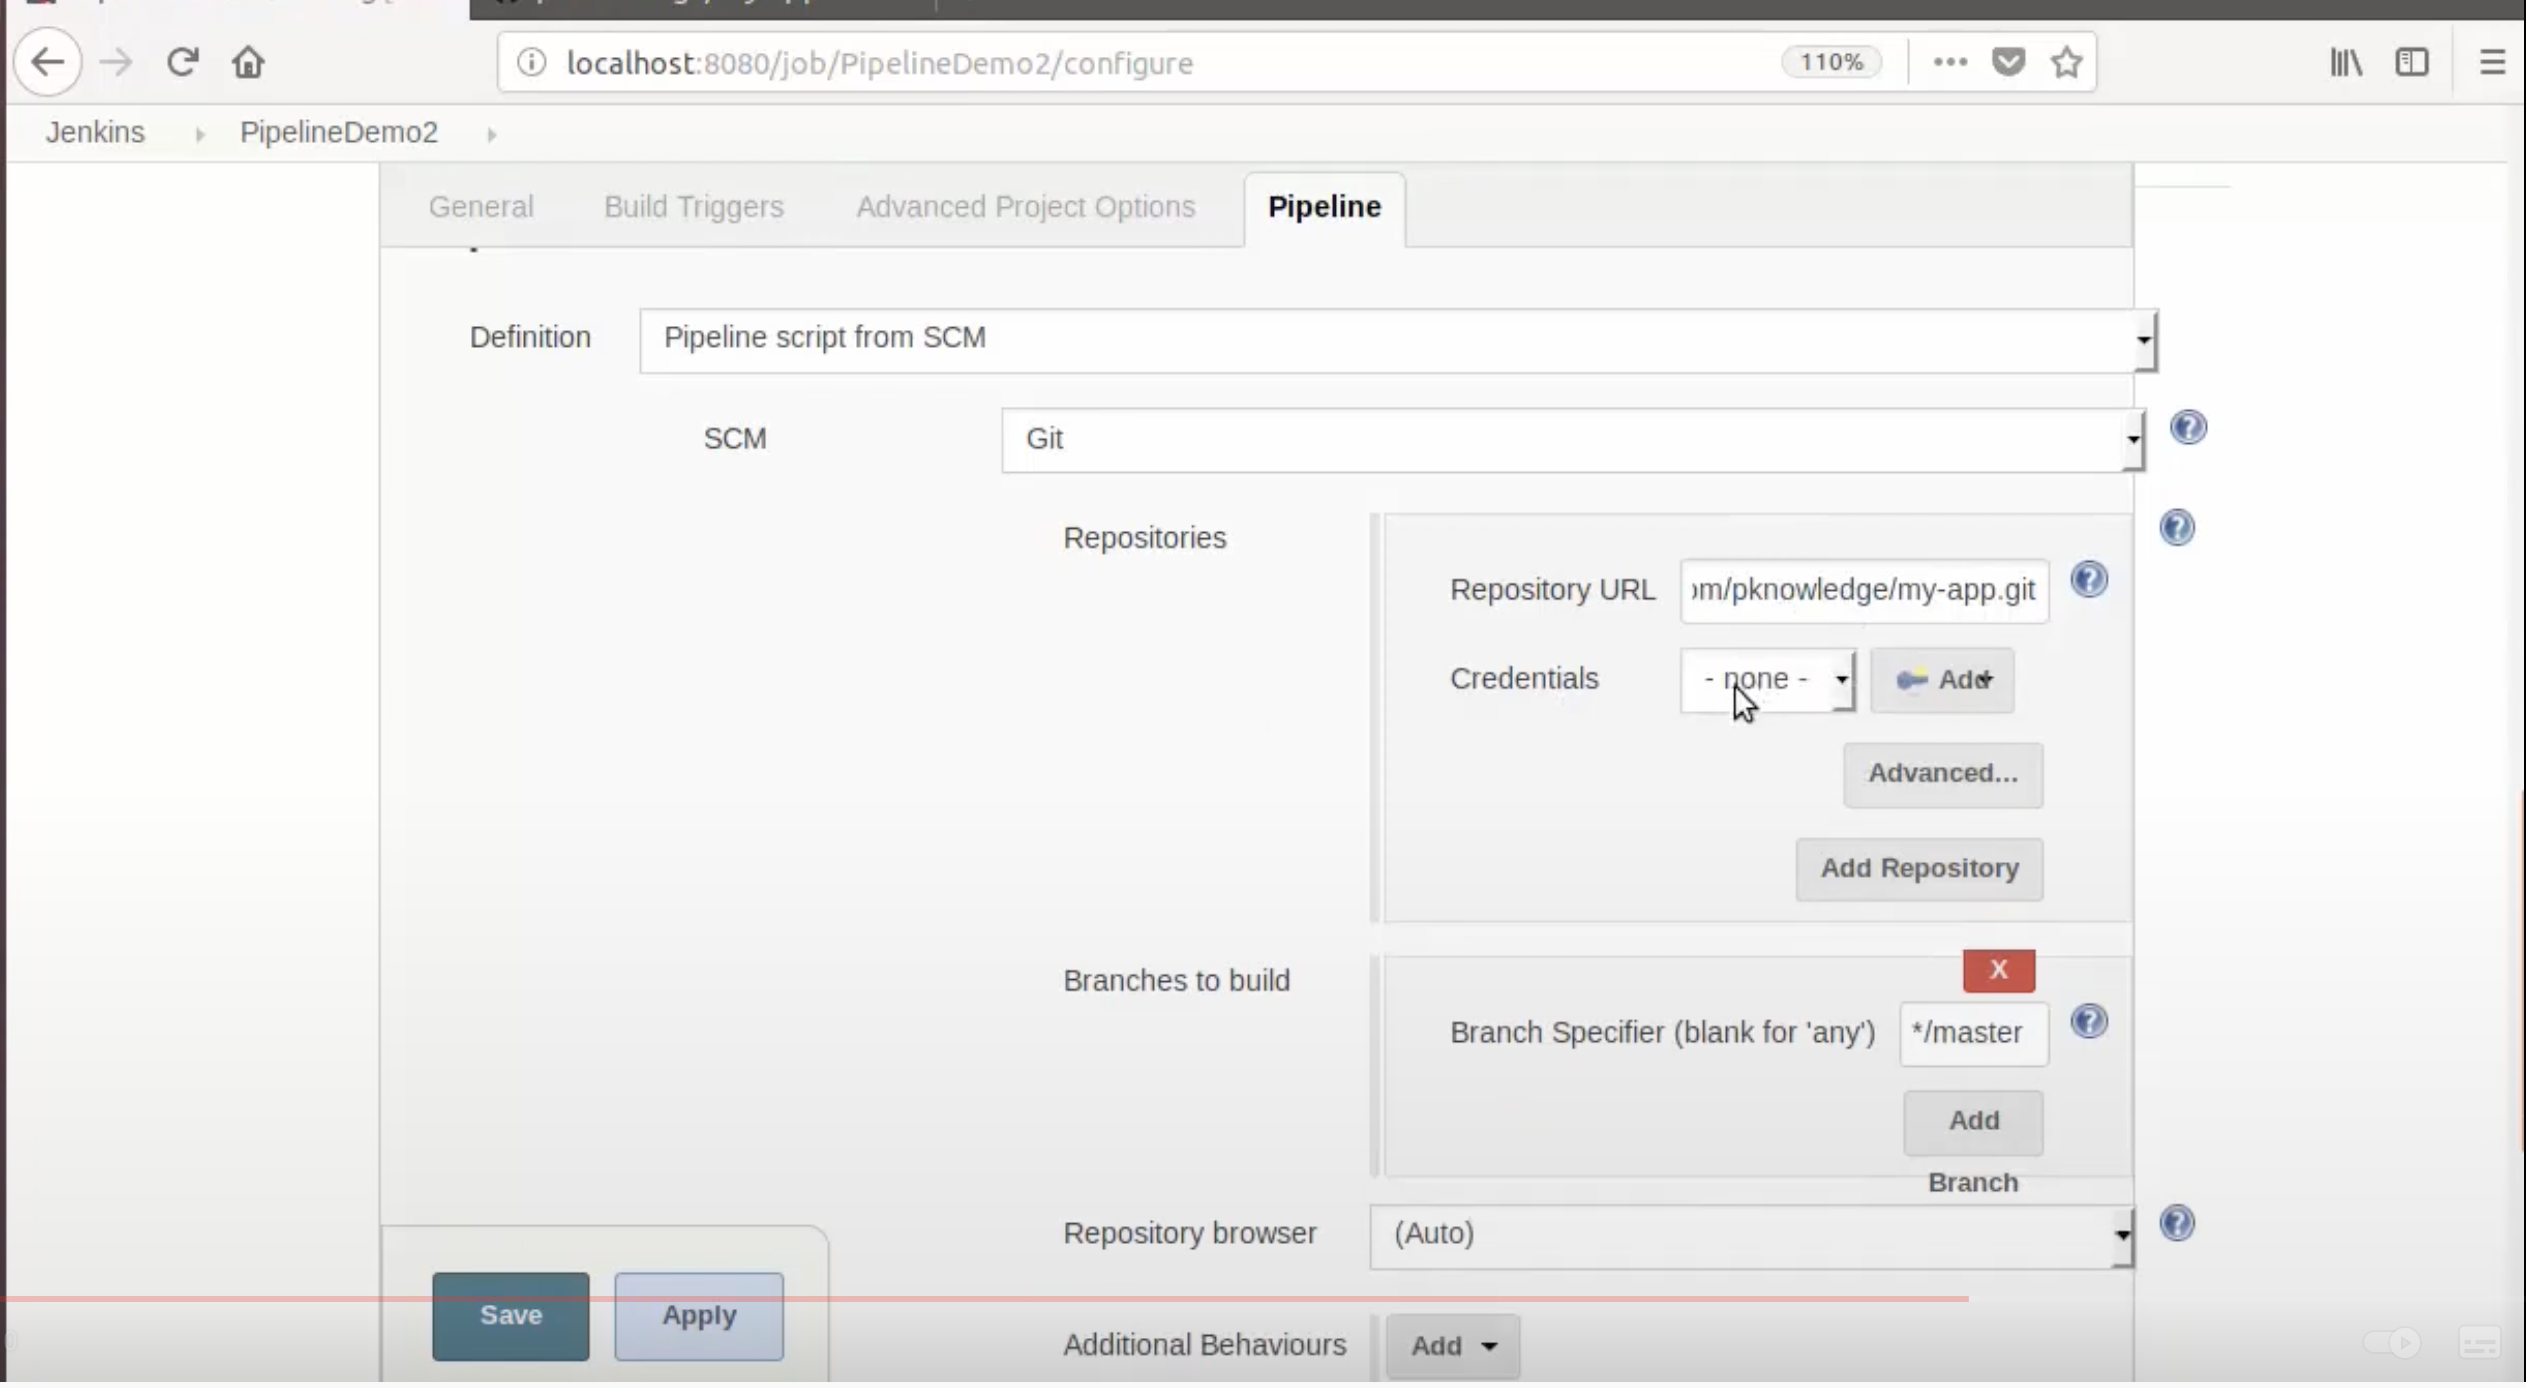 localhost:8080/job/PipelineDemo2/configure
110%
Jenkins
PipelineDemo2
General
Build Triggers
Advanced Project Options
Pipeline
Definition
Pipeline script from SCM
SCM
Git
Repositories
Repository URL
om/pknowledge/my-app.git
Credentials
- none -
Add
Advanced...
Add Repository
Branches to build
X
Branch Specifier (blank for 'any')
*/master
Add
Branch
Repository browser
(Auto)
Save
Apply
Additional Behaviours
Add